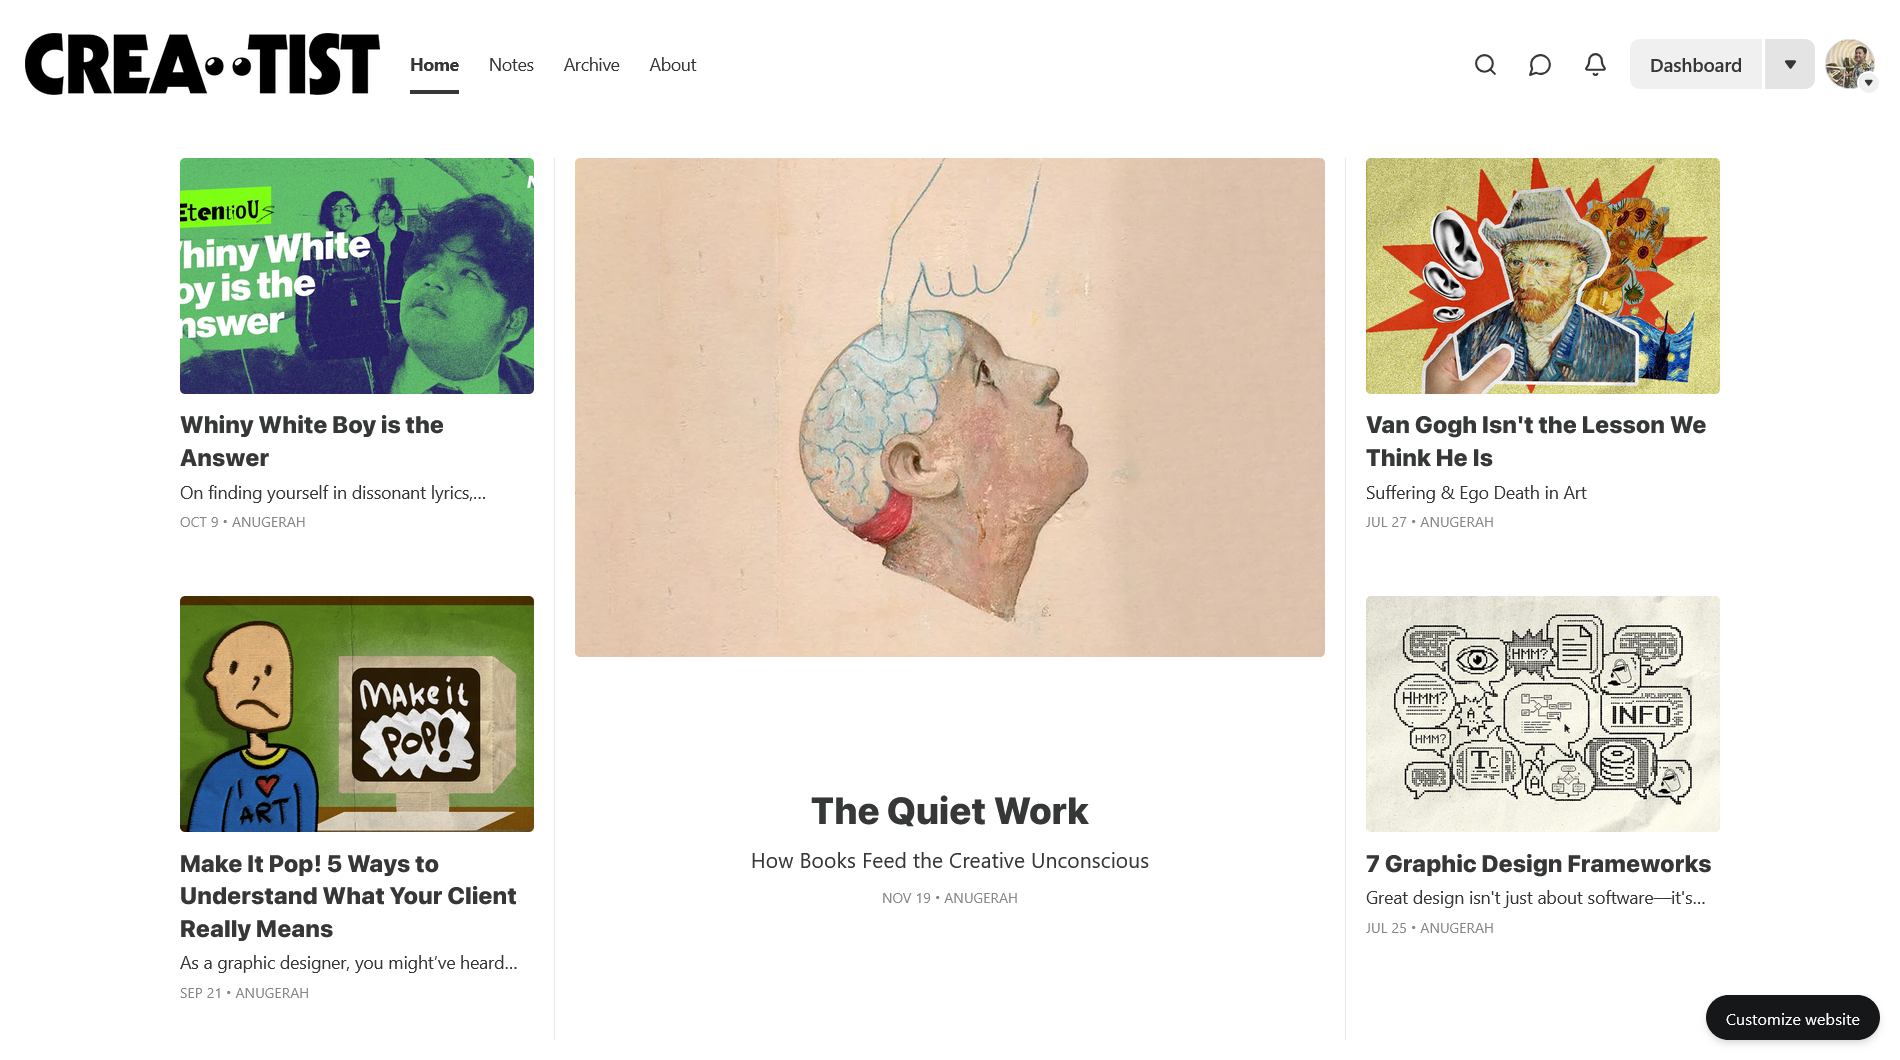 CREA TIST
Home
Notes
Archive
About
Dashboard
etentious
hiny White
oy is the
nswer
Whiny White Boy is the
Answer
On finding yourself in dissonant lyrics,…
OCT 9 • ANUGERAH
MAKE it
POP!
I
ART
Make It Pop! 5 Ways to
Understand What Your Client
Really Means
As a graphic designer, you might’ve heard…
SEP 21 • ANUGERAH
The Quiet Work
How Books Feed the Creative Unconscious
NOV 19 • ANUGERAH
Van Gogh Isn't the Lesson We
Think He Is
Suffering & Ego Death in Art
JUL 27 • ANUGERAH
HMM?
HMM?
A
INFO
HMM?
Tc
A
S
7 Graphic Design Frameworks
Great design isn't just about software—it's…
JUL 25 • ANUGERAH
Customize website